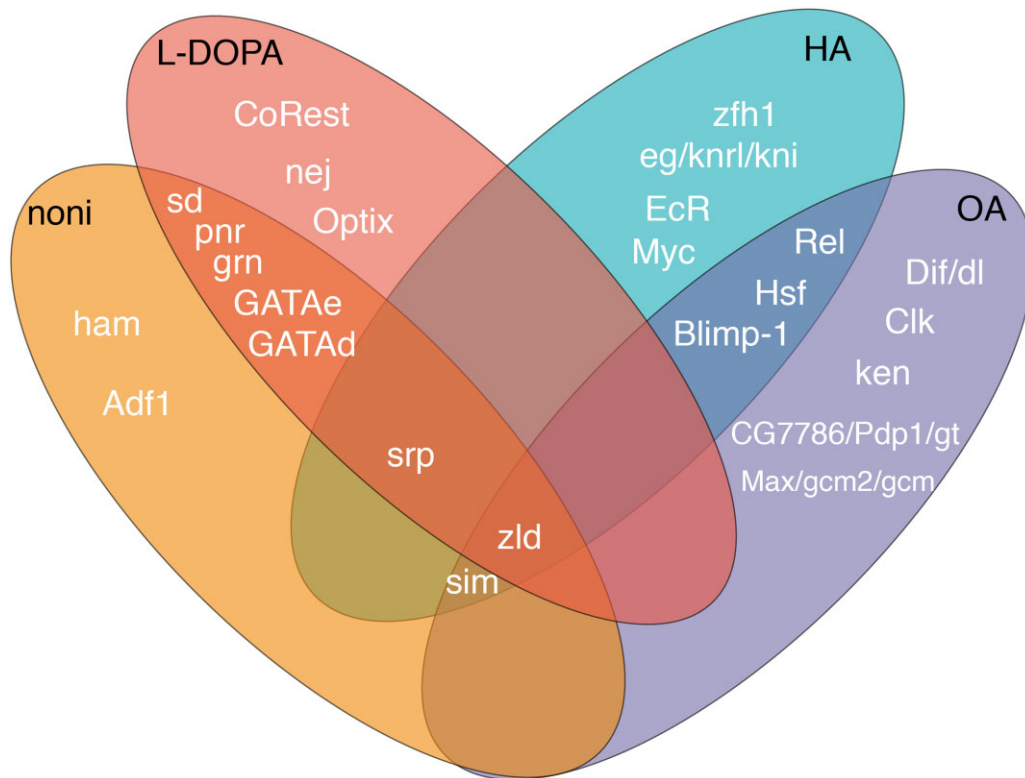 L-DOPA
HA
CoRest
zfh1
eg/knrl/kni
nej
sd
noni
EcR
OA
Optix
pnr
Myc
Rel
grn
Dif/dl
Hsf
GATAe
ham
Clk
Blimp-1
GATAd
ken
Adf1
CG7786/Pdp1/gt
srp
Max/gcm2/gcm
zld
sim